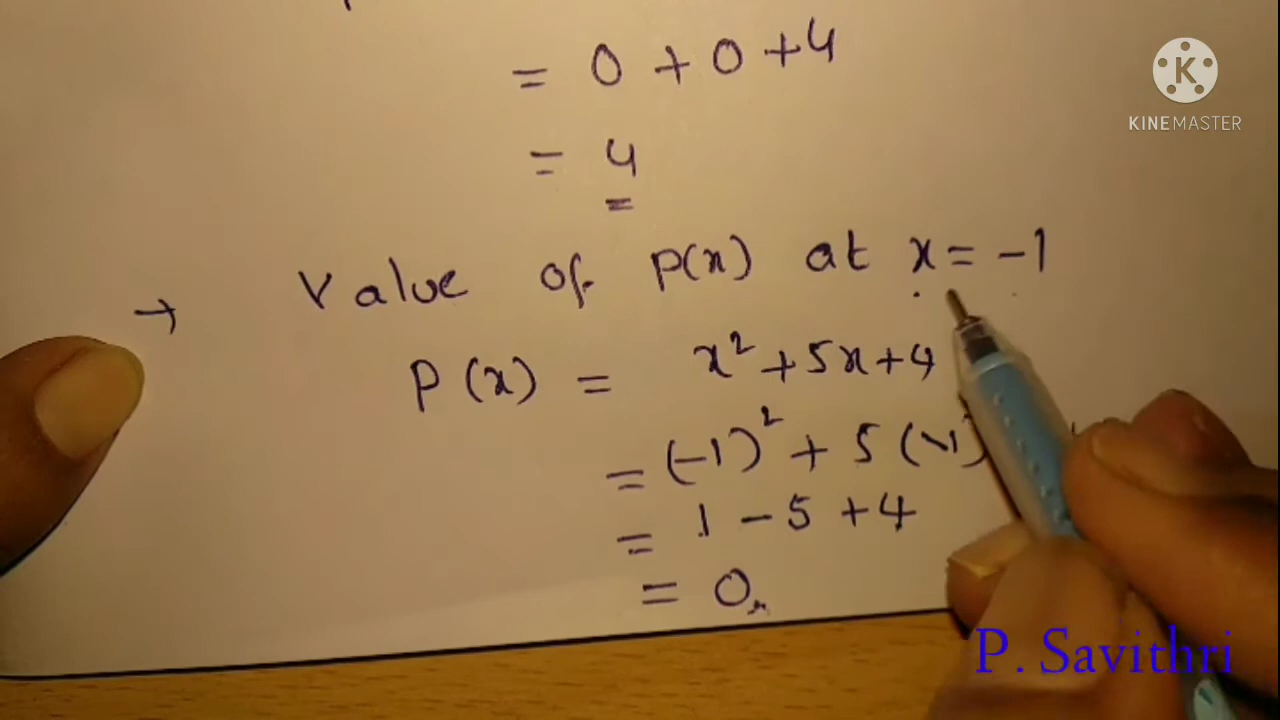 = 0 + 0 + 4
= 4
KINEMASTER
→ Value of P(x) at x = -1
P(x) = x² + 5x + 4
= (-1)² + 5(-1)
= 1 - 5 + 4
= 0
P. Savithri